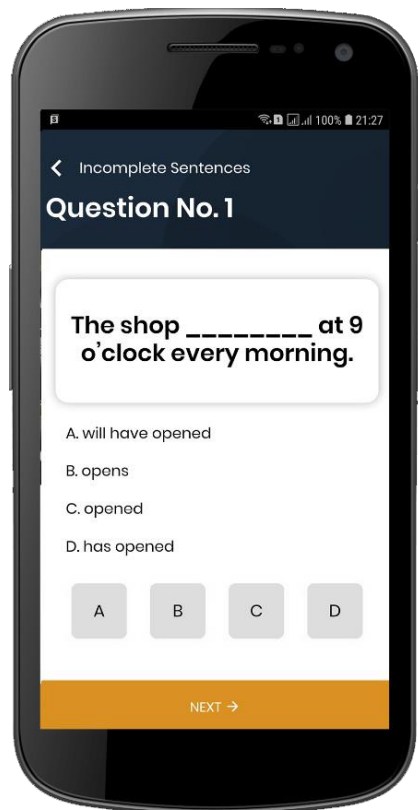 100% 21:27
Incomplete Sentences
Question No. 1
The shop ________ at 9
o’clock every morning.
A. will have opened
B. opens
C. opened
D. has opened
A B C D
NEXT →